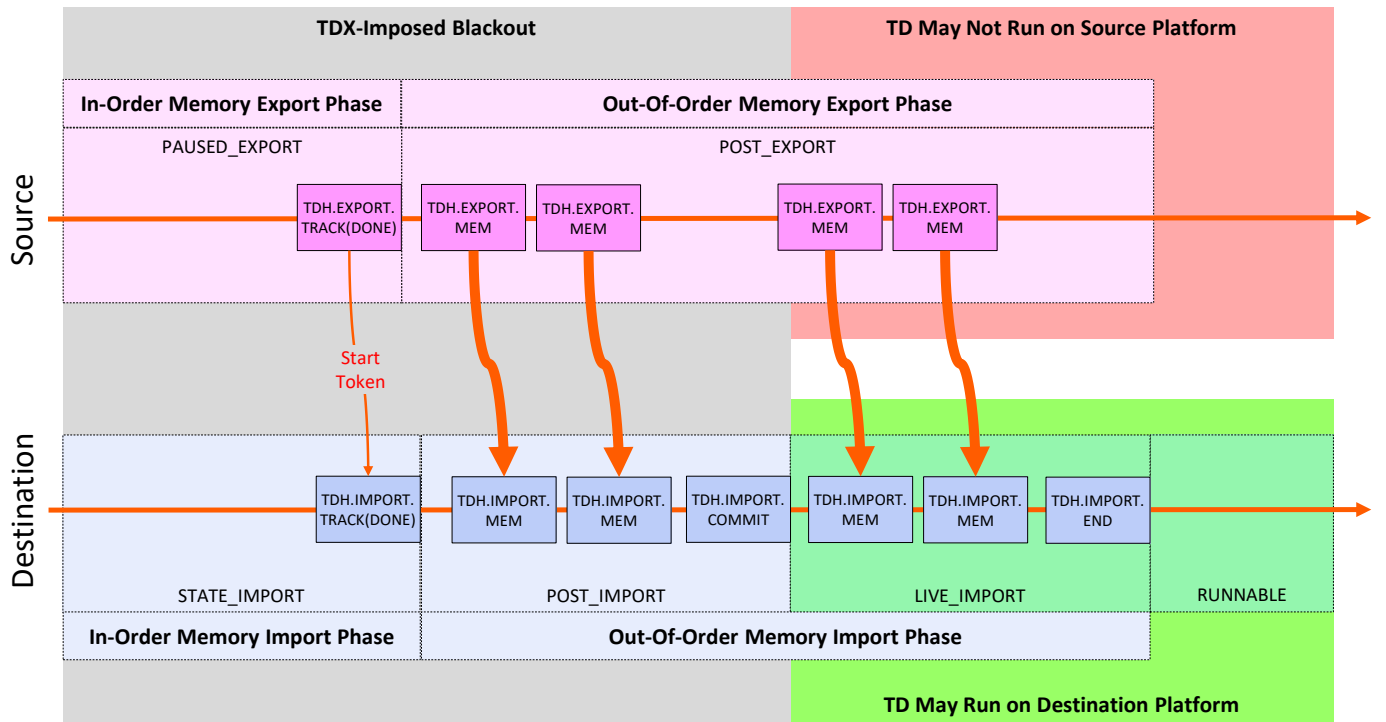 TDX-Imposed Blackout
TD May Not Run on Source Platform
In-Order Memory Export Phase
Out-Of-Order Memory Export Phase
PAUSED_EXPORT
POST_EXPORT
Source
TDH.EXPORT.
TRACK(DONE)
TDH.EXPORT.
MEM
TDH.EXPORT.
MEM
TDH.EXPORT.
MEM
TDH.EXPORT.
MEM
Start
Token
Destination
TDH.IMPORT.
TRACK(DONE)
TDH.IMPORT.
MEM
TDH.IMPORT.
MEM
TDH.IMPORT.
COMMIT
TDH.IMPORT.
MEM
TDH.IMPORT.
MEM
TDH.IMPORT.
END
STATE_IMPORT
POST_IMPORT
LIVE_IMPORT
RUNNABLE
In-Order Memory Import Phase
Out-Of-Order Memory Import Phase
TD May Run on Destination Platform